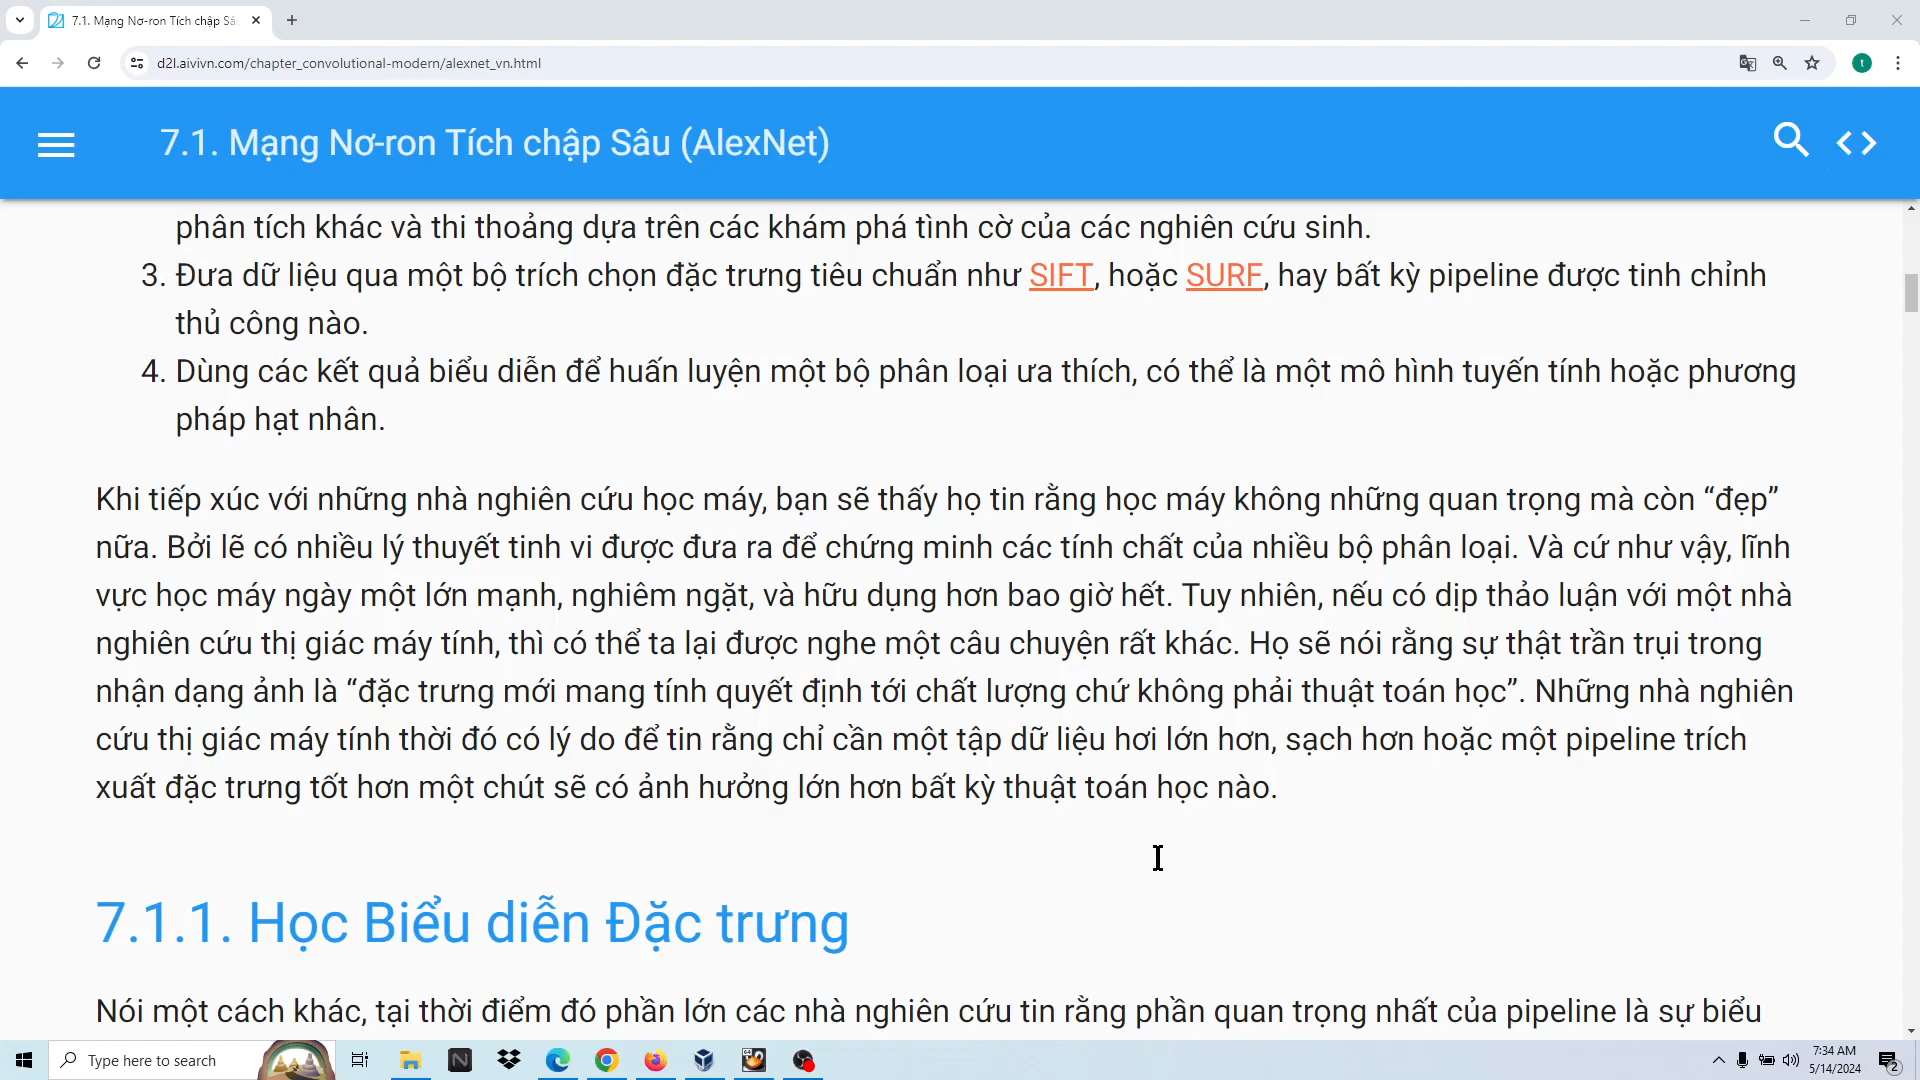 7.1. Mạng Nơ-ron Tích chập Sâ
d2l.aivivn.com/chapter_convolutional-modern/alexnet_vn.html
t
7.1. Mạng Nơ-ron Tích chập Sâu (AlexNet)
phân tích khác và thi thoảng dựa trên các khám phá tình cờ của các nghiên cứu sinh.
3. Đưa dữ liệu qua một bộ trích chọn đặc trưng tiêu chuẩn như SIFT, hoặc SURF, hay bất kỳ pipeline được tinh chỉnh
thủ công nào.
4. Dùng các kết quả biểu diễn để huấn luyện một bộ phân loại ưa thích, có thể là một mô hình tuyến tính hoặc phương
pháp hạt nhân.
Khi tiếp xúc với những nhà nghiên cứu học máy, bạn sẽ thấy họ tin rằng học máy không những quan trọng mà còn “đẹp”
nữa. Bởi lẽ có nhiều lý thuyết tinh vi được đưa ra để chứng minh các tính chất của nhiều bộ phân loại. Và cứ như vậy, lĩnh
vực học máy ngày một lớn mạnh, nghiêm ngặt, và hữu dụng hơn bao giờ hết. Tuy nhiên, nếu có dịp thảo luận với một nhà
nghiên cứu thị giác máy tính, thì có thể ta lại được nghe một câu chuyện rất khác. Họ sẽ nói rằng sự thật trần trụi trong
nhận dạng ảnh là “đặc trưng mới mang tính quyết định tới chất lượng chứ không phải thuật toán học”. Những nhà nghiên
cứu thị giác máy tính thời đó có lý do để tin rằng chỉ cần một tập dữ liệu hơi lớn hơn, sạch hơn hoặc một pipeline trích
xuất đặc trưng tốt hơn một chút sẽ có ảnh hưởng lớn hơn bất kỳ thuật toán học nào.
7.1.1. Học Biểu diễn Đặc trưng
Nói một cách khác, tại thời điểm đó phần lớn các nhà nghiên cứu tin rằng phần quan trọng nhất của pipeline là sự biểu
Type here to search
7:34 AM
5/14/2024
2